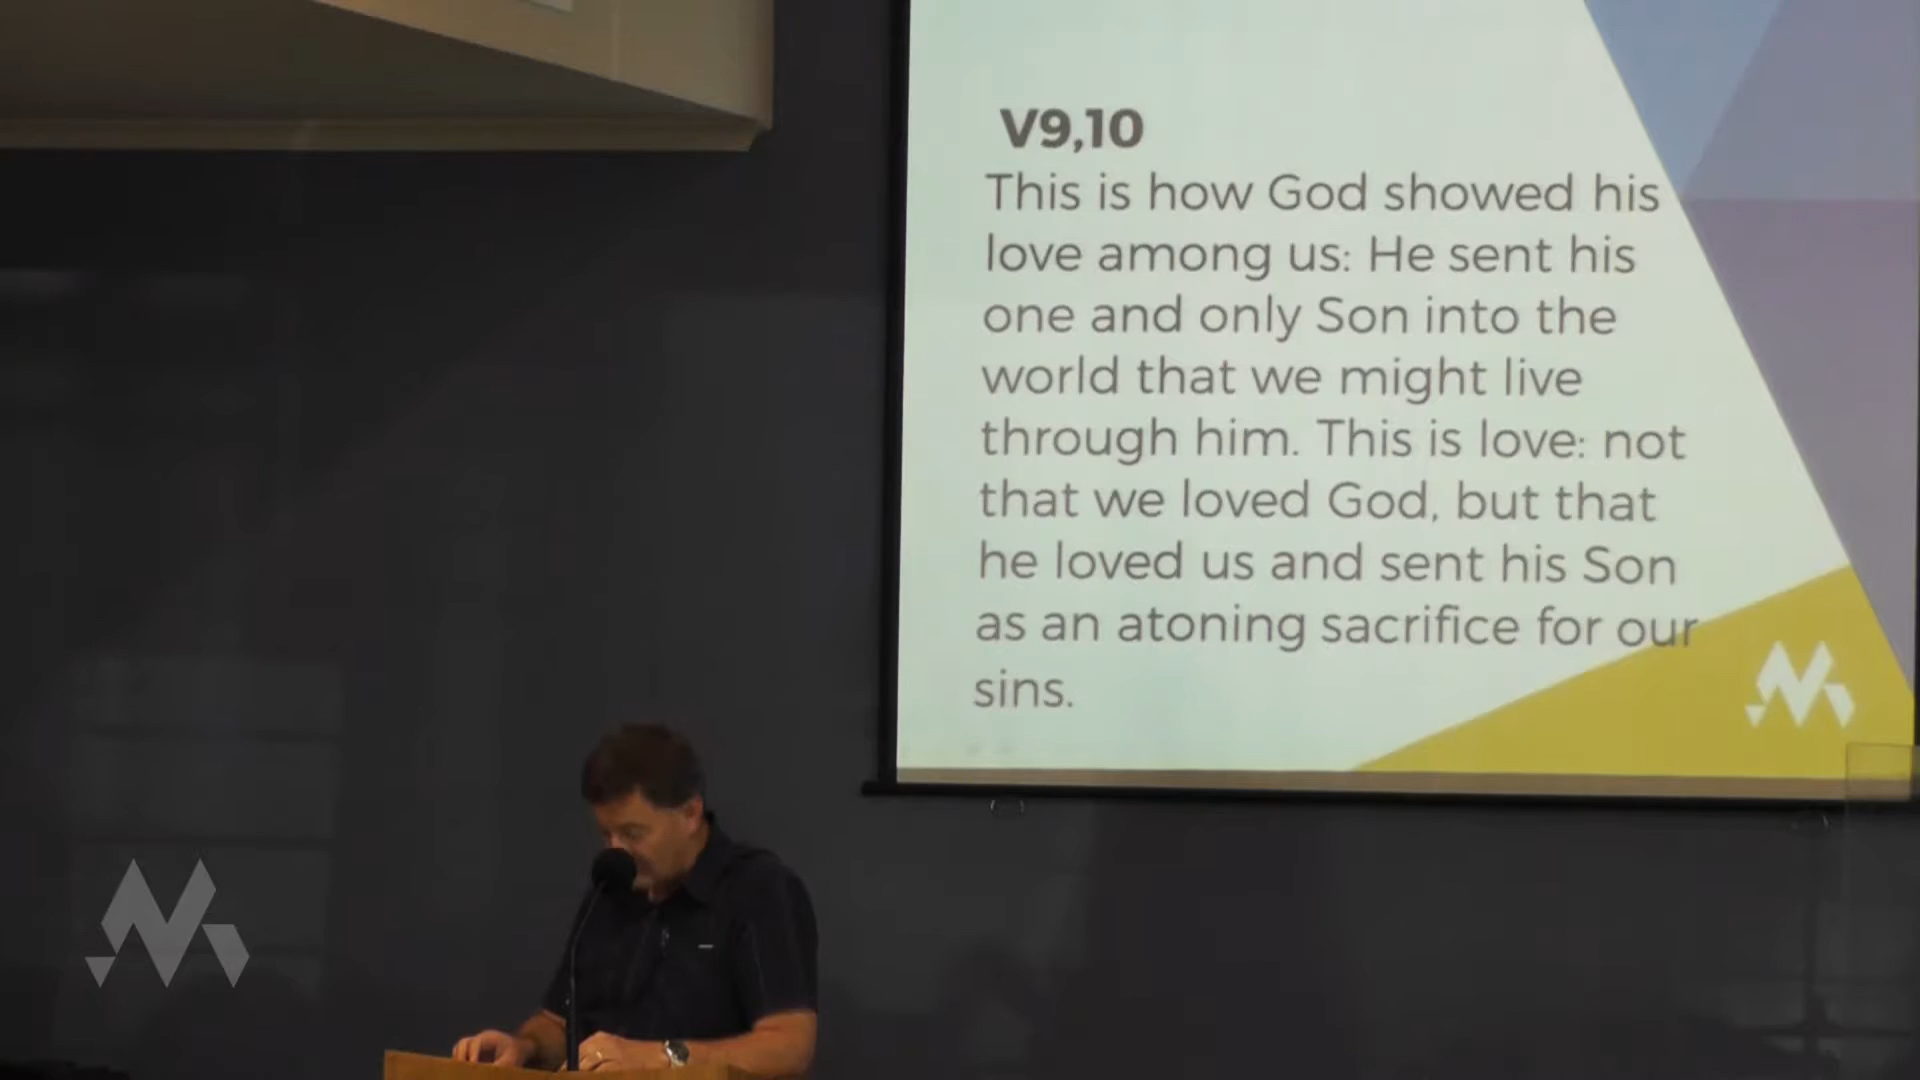 V9,10
This is how God showed his
love among us: He sent his
one and only Son into the
world that we might live
through him. This is love: not
that we loved God, but that
he loved us and sent his Son
as an atoning sacrifice for our
sins.